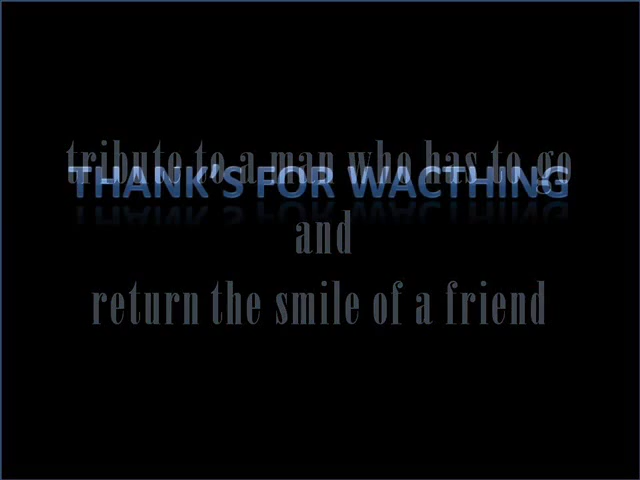 tribute to a man who has to go
THANK'S FOR WACTHING
and
return the smile of a friend